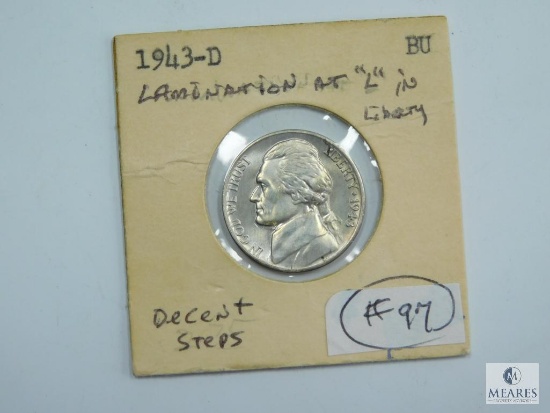 1943-D BU
LAMINATION AT "L" in
Liberty
IN GOD WE TRUST
LIBERTY 1943
Decent
Steps
#97
M
MEARES